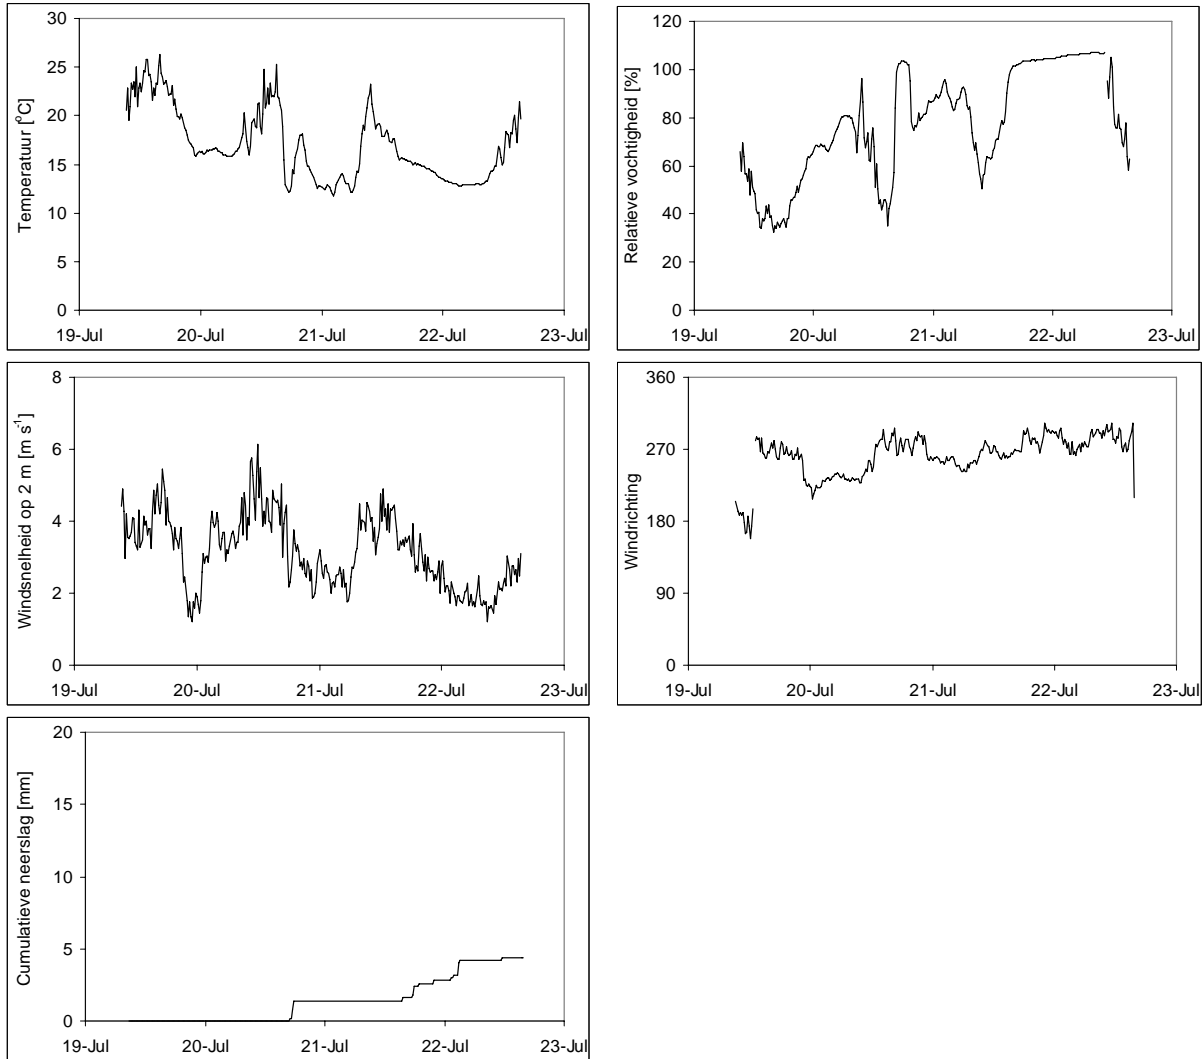 30
25
20
15
10
5
0
19-Jul 20-Jul 21-Jul 22-Jul 23-Jul
Temperatuur [°C]
120
100
80
60
40
20
0
19-Jul 20-Jul 21-Jul 22-Jul 23-Jul
Relatieve vochtigheid [%]
8
6
4
2
0
19-Jul 20-Jul 21-Jul 22-Jul 23-Jul
Windsnelheid op 2 m [m s⁻¹]
360
270
180
90
0
19-Jul 20-Jul 21-Jul 22-Jul 23-Jul
Windrichting
20
15
10
5
0
19-Jul 20-Jul 21-Jul 22-Jul 23-Jul
Cumulatieve neerslag [mm]